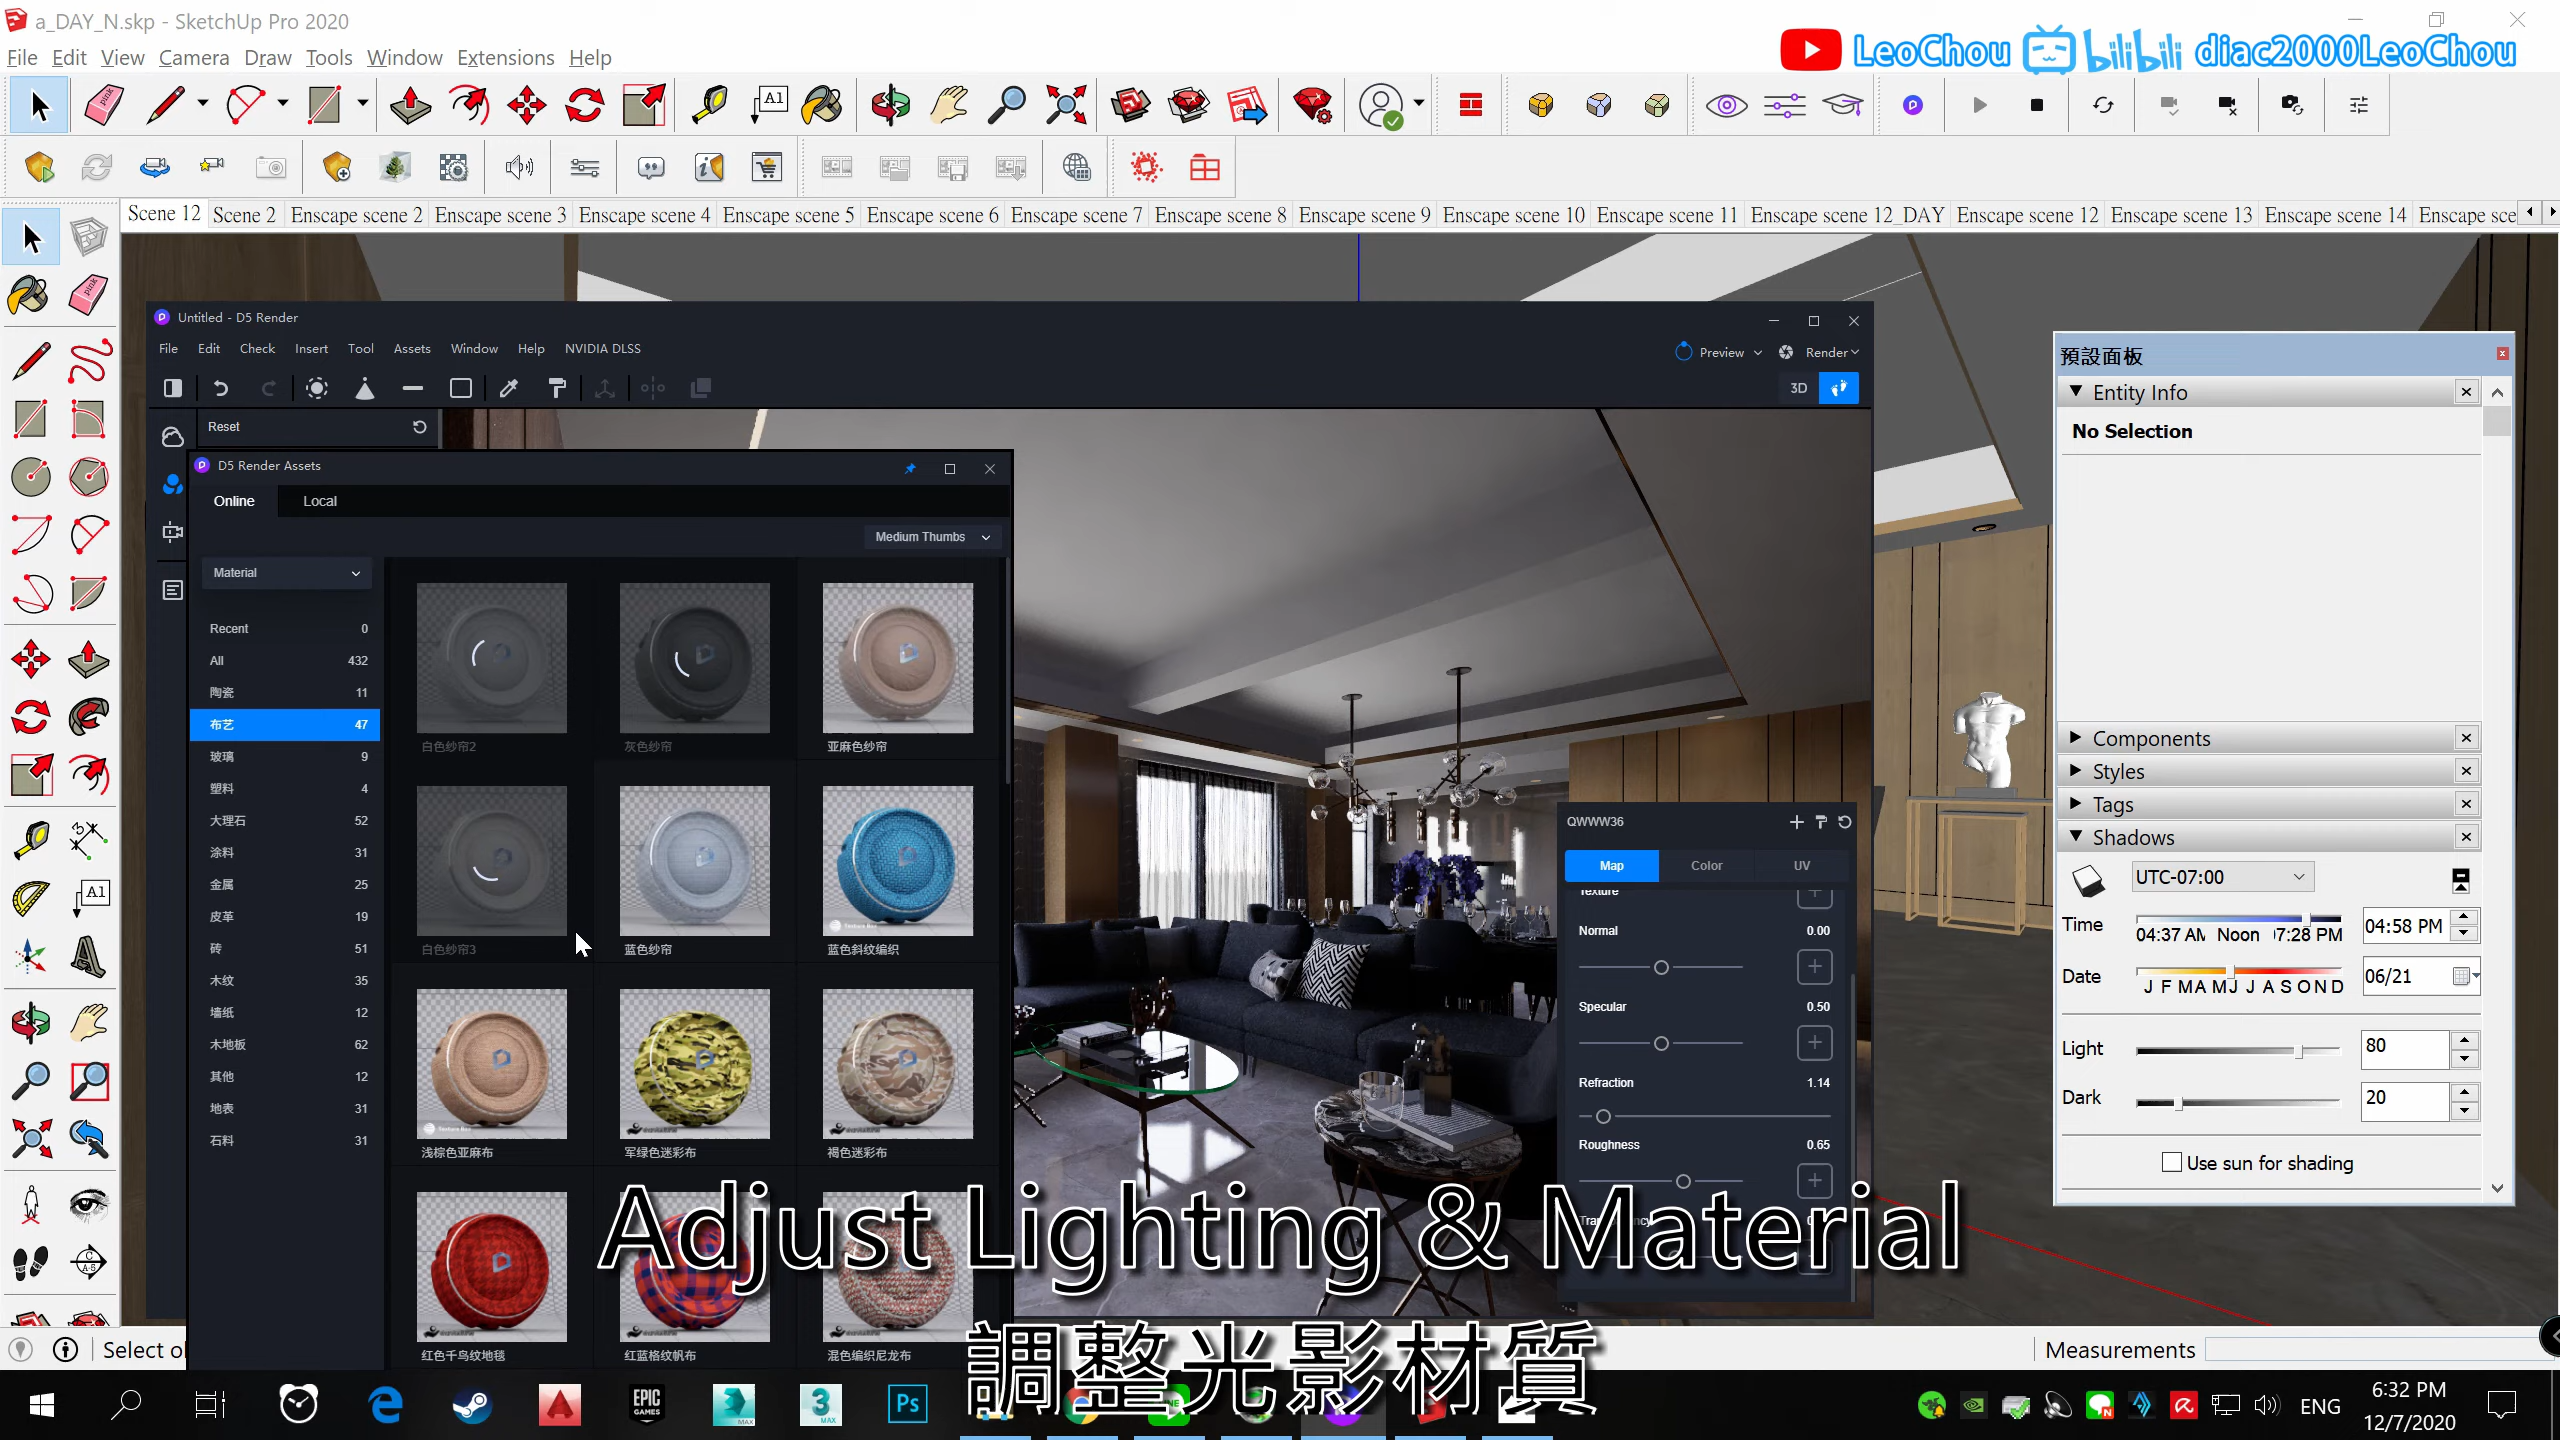 a_DAY_N.skp - SketchUp Pro 2020
File Edit View Camera Draw Tools Window Extensions Help
LeoChou bilibili diac2000LeoChou
Scene 12 Scene 2 Enscape scene 2 Enscape scene 3 Enscape scene 4 Enscape scene 5 Enscape scene 6 Enscape scene 7 Enscape scene 8 Enscape scene 9 Enscape scene 10 Enscape scene 11 Enscape scene 12_DAY Enscape scene 12 Enscape scene 13 Enscape scene 14 Enscape sce
Untitled - D5 Render
File Edit Check Insert Tool Assets Window Help NVIDIA DLSS
Preview Render
3D
Reset
D5 Render Assets
Online Local
Medium Thumbs
Material
Recent 0
All 432
陶瓷 11
布艺 47
玻璃 9
塑料 4
大理石 52
涂料 31
金属 25
皮革 19
砖 51
木纹 35
墙纸 12
木地板 62
其他 12
地表 31
石料 31
白色纱帘2 灰色纱帘 亚麻色纱帘
白色纱帘3 蓝色纱帘 蓝色斜纹编织
浅棕色亚麻布 军绿色迷彩布 褐色迷彩布
红色千鸟纹地毯 红蓝格纹帆布 混色编织尼龙布
QWWW36
Map Color UV
Texture
Normal 0.00
Specular 0.50
Refraction 1.14
Roughness 0.65
預設面板
Entity Info
No Selection
Components
Styles
Tags
Shadows
UTC-07:00
Time 04:58 PM
04:37 AM Noon 7:28 PM
Date 06/21
J F M A M J J A S O N D
Light 80
Dark 20
Use sun for shading
Adjust Lighting & Material
調整光影材質
Select o
Measurements
EPIC GAMES
MAX
3 MAX
Ps
ENG
6:32 PM
12/7/2020